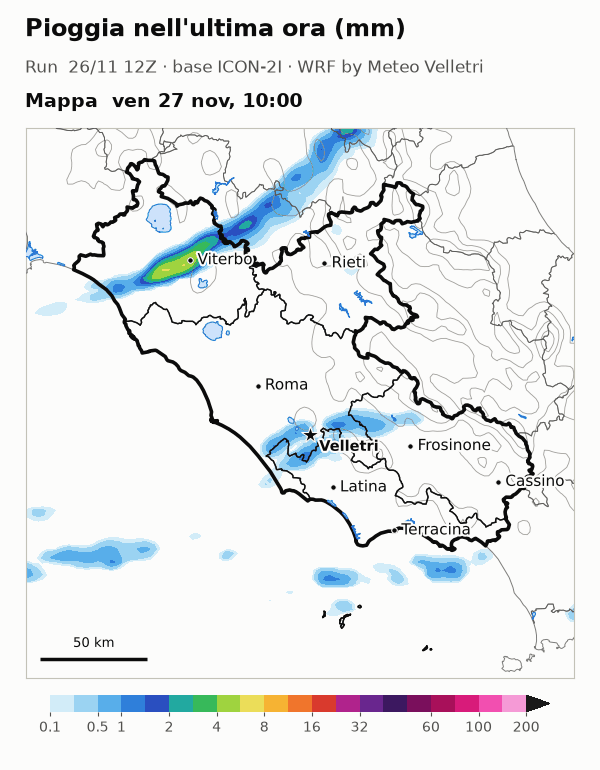 Pioggia nell'ultima ora (mm)
Run  26/11 12Z · base ICON-2I · WRF by Meteo Velletri
Mappa  ven 27 nov, 10:00
Viterbo
Rieti
Roma
Velletri
Frosinone
Cassino
Latina
Terracina
50 km
0.1 0.5 1 2 4 8 16 32 60 100 200